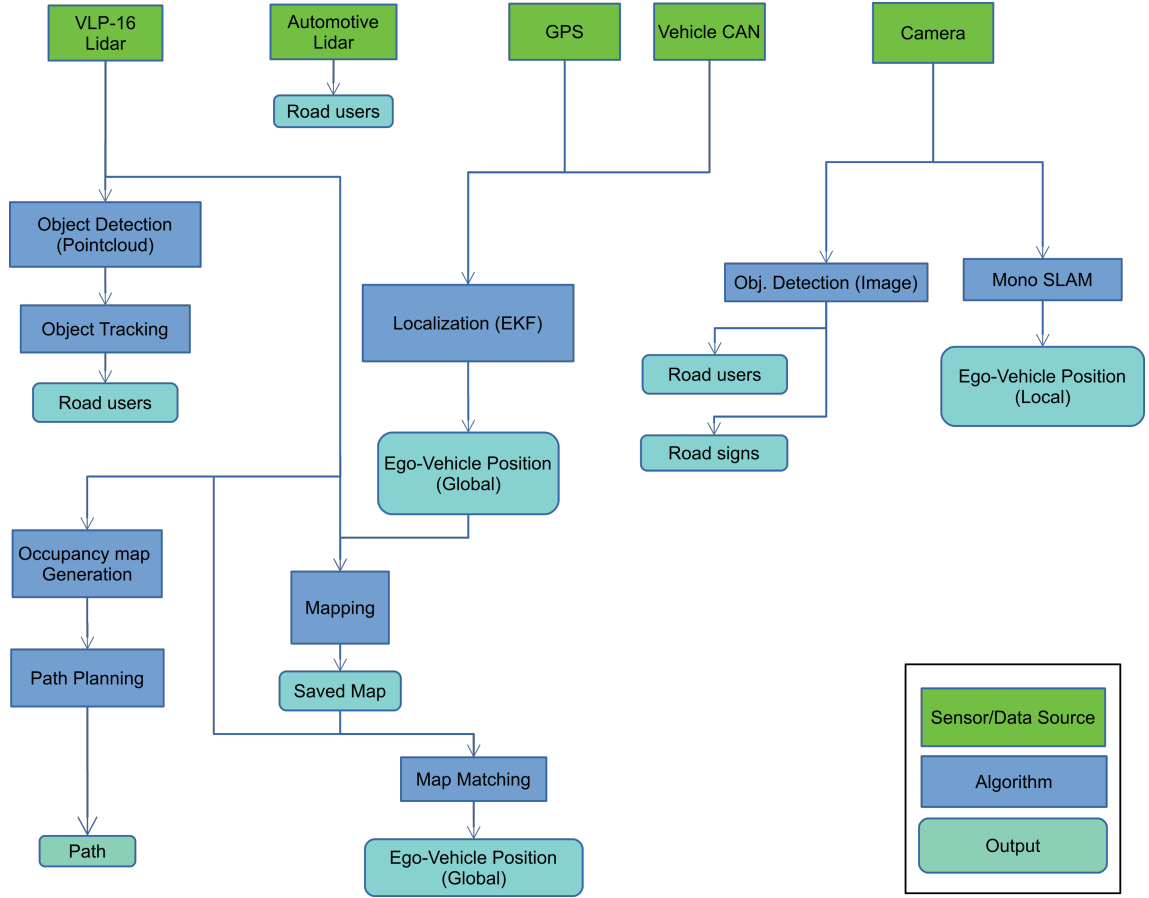 VLP-16
Lidar
Automotive
Lidar
GPS
Vehicle CAN
Camera
Road users
Object Detection
(Pointcloud)
Obj. Detection (Image)
Mono SLAM
Object Tracking
Localization (EKF)
Road users
Road users
Ego-Vehicle Position
(Local)
Ego-Vehicle Position
(Global)
Road signs
Occupancy map
Generation
Mapping
Path Planning
Saved Map
Map Matching
Path
Ego-Vehicle Position
(Global)
Sensor/Data Source
Algorithm
Output